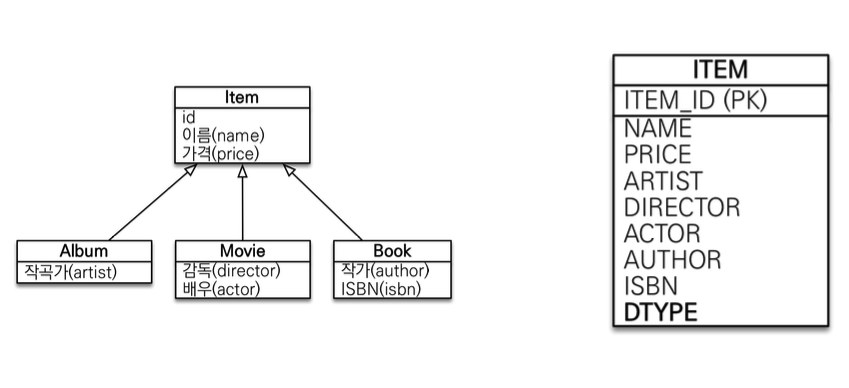 Item
id
이름(name)
가격(price)
Album
작곡가(artist)
Movie
감독(director)
배우(actor)
Book
작가(author)
ISBN(isbn)
ITEM
ITEM_ID (PK)
NAME
PRICE
ARTIST
DIRECTOR
ACTOR
AUTHOR
ISBN
DTYPE